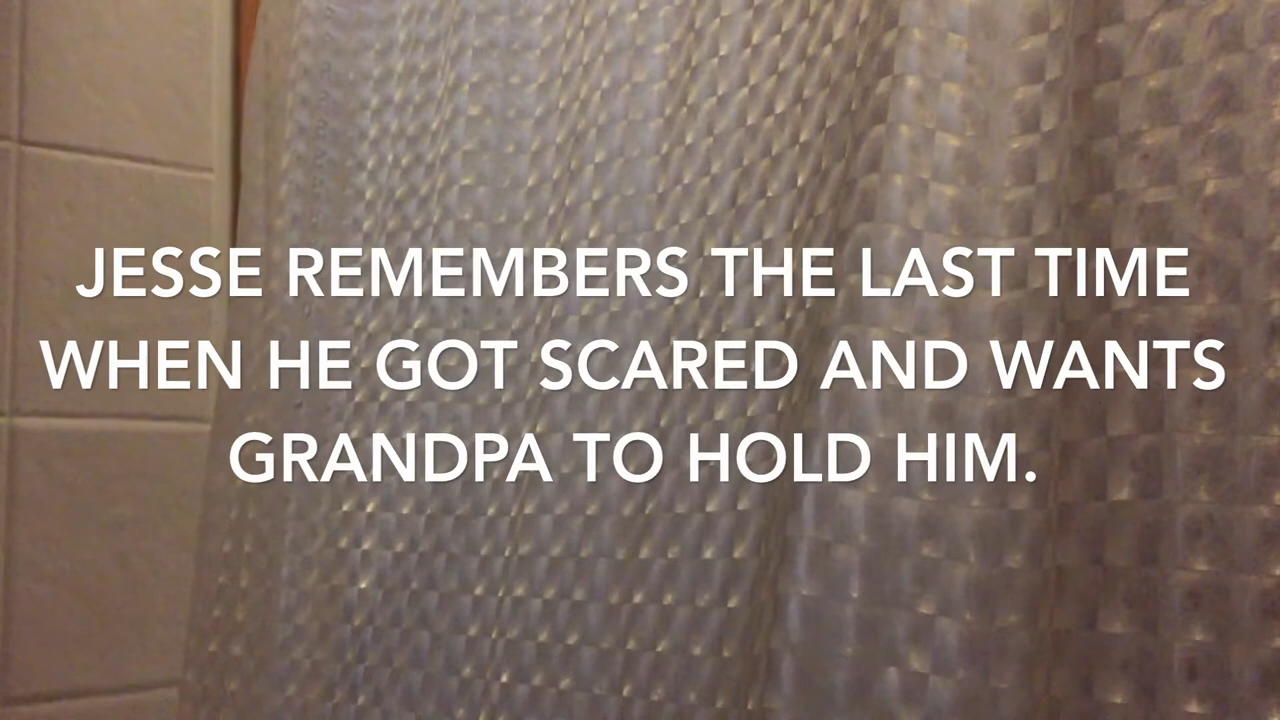 JESSE REMEMBERS THE LAST TIME
WHEN HE GOT SCARED AND WANTS
GRANDPA TO HOLD HIM.